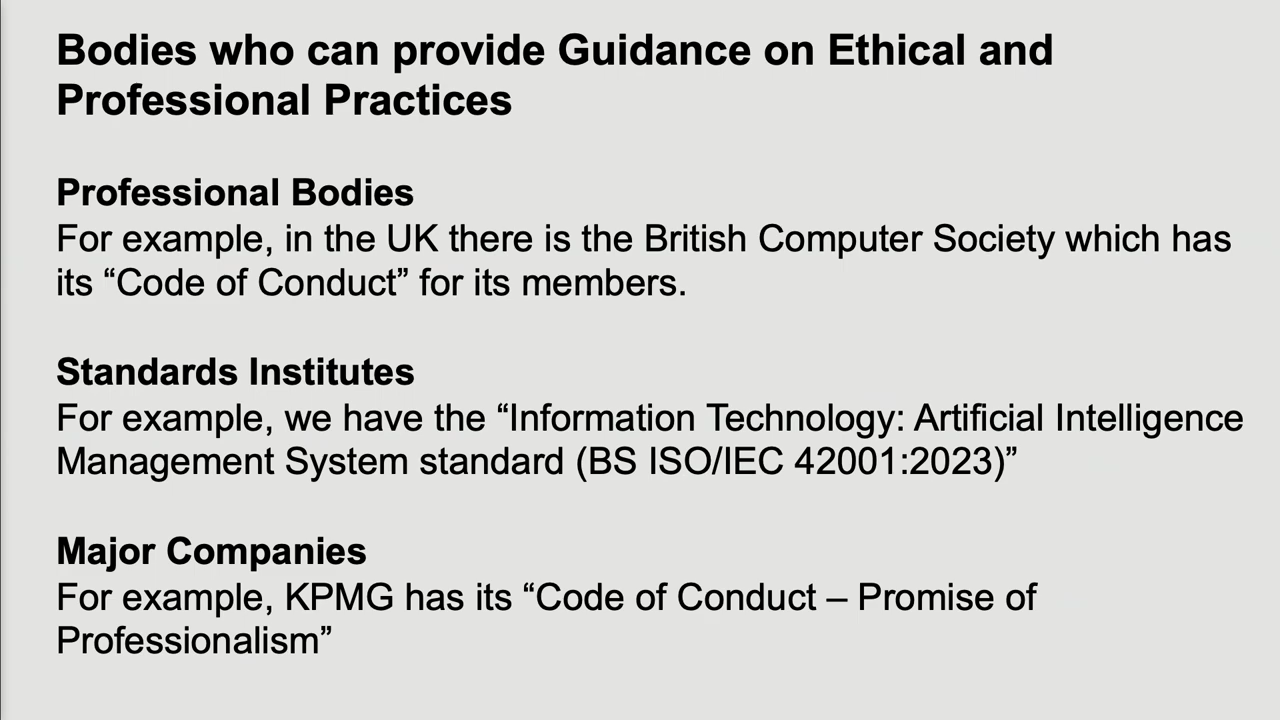 Bodies who can provide Guidance on Ethical and
Professional Practices
Professional Bodies
For example, in the UK there is the British Computer Society which has
its “Code of Conduct” for its members.
Standards Institutes
For example, we have the “Information Technology: Artificial Intelligence
Management System standard (BS ISO/IEC 42001:2023)”
Major Companies
For example, KPMG has its “Code of Conduct – Promise of
Professionalism”